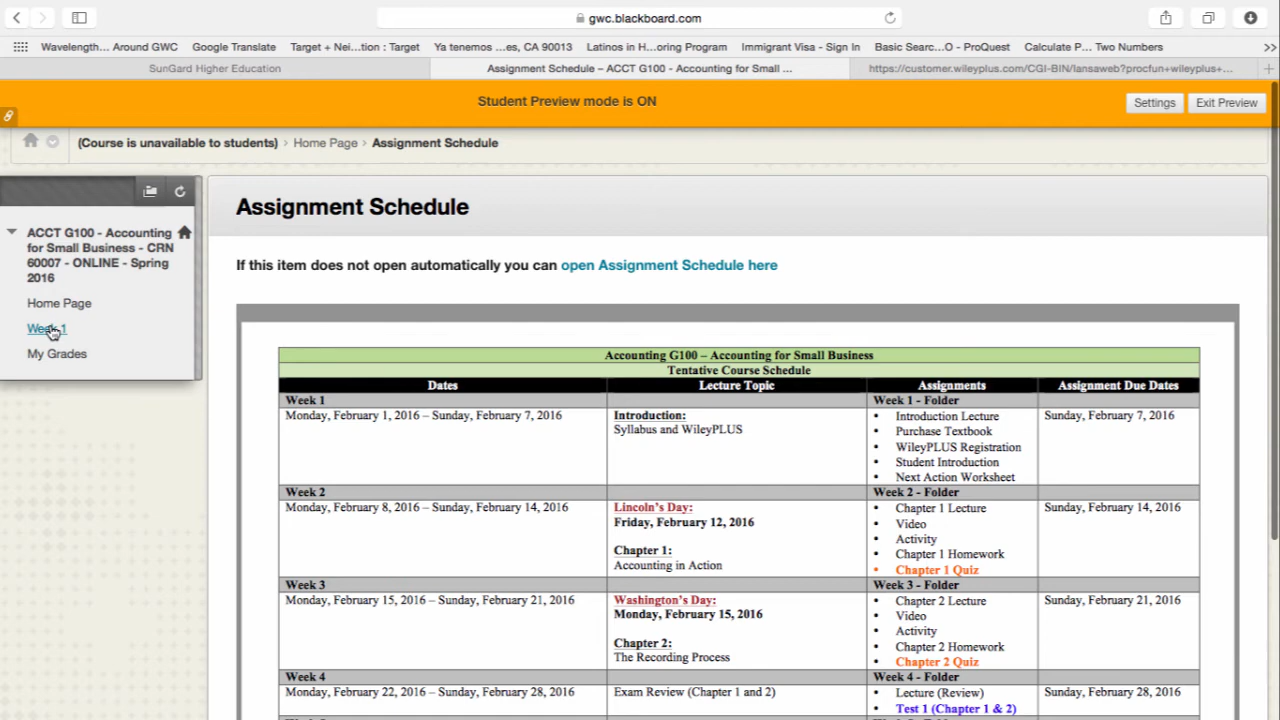 gwc.blackboard.com
Wavelength... Around GWC
Google Translate
Target + Nei...tion : Target
Ya tenemos ...es, CA 90013
Latinos in H...oring Program
Immigrant Visa - Sign In
Basic Searc...O - ProQuest
Calculate P... Two Numbers
SunGard Higher Education
Assignment Schedule – ACCT G100 - Accounting for Small ...
https://customer.wileyplus.com/CGI-BIN/lansaweb?procfun+wileyplus+...
Student Preview mode is ON
Settings
Exit Preview
(Course is unavailable to students)
Home Page
Assignment Schedule
ACCT G100 - Accounting
for Small Business - CRN
60007 - ONLINE - Spring
2016
Home Page
Week 1
My Grades
Assignment Schedule
If this item does not open automatically you can open Assignment Schedule here
Accounting G100 – Accounting for Small Business
Tentative Course Schedule
Dates
Lecture Topic
Assignments
Assignment Due Dates
Week 1
Week 1 - Folder
Monday, February 1, 2016 – Sunday, February 7, 2016
Introduction:
Syllabus and WileyPLUS
• Introduction Lecture
• Purchase Textbook
• WileyPLUS Registration
• Student Introduction
• Next Action Worksheet
Sunday, February 7, 2016
Week 2
Week 2 - Folder
Monday, February 8, 2016 – Sunday, February 14, 2016
Lincoln's Day:
Friday, February 12, 2016
Chapter 1:
Accounting in Action
• Chapter 1 Lecture
• Video
• Activity
• Chapter 1 Homework
• Chapter 1 Quiz
Sunday, February 14, 2016
Week 3
Week 3 - Folder
Monday, February 15, 2016 – Sunday, February 21, 2016
Washington's Day:
Monday, February 15, 2016
Chapter 2:
The Recording Process
• Chapter 2 Lecture
• Video
• Activity
• Chapter 2 Homework
• Chapter 2 Quiz
Sunday, February 21, 2016
Week 4
Week 4 - Folder
Monday, February 22, 2016 – Sunday, February 28, 2016
Exam Review (Chapter 1 and 2)
• Lecture (Review)
• Test 1 (Chapter 1 & 2)
Sunday, February 28, 2016